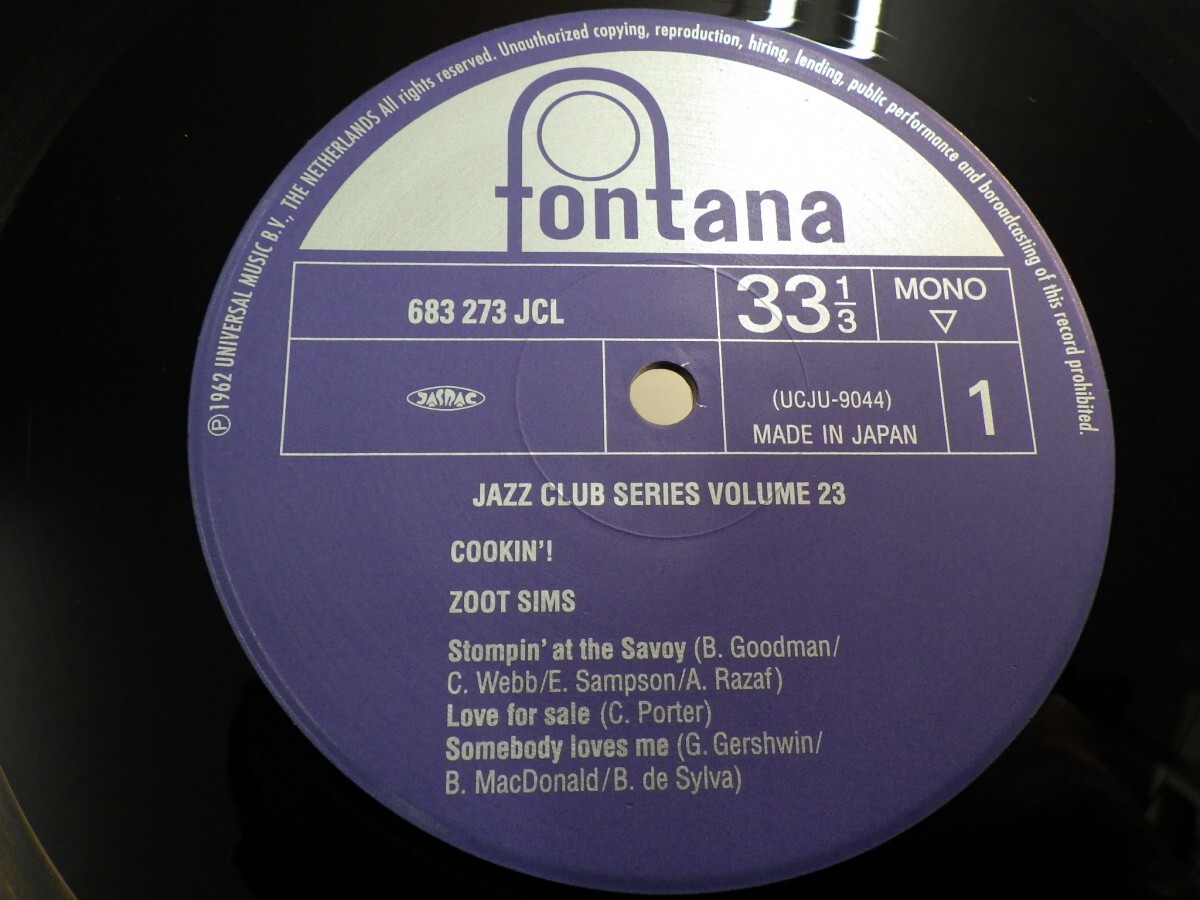 ℗ 1962 UNIVERSAL MUSIC B.V., THE NETHERLANDS All rights reserved. Unauthorized copying, reproduction, hiring, lending, public performance and boroadcasting of this record prohibited.
fontana
683 273 JCL
33 1/3
MONO
▽
JASRAC
(UCJU-9044)
MADE IN JAPAN
1
JAZZ CLUB SERIES VOLUME 23
COOKIN'!
ZOOT SIMS
Stompin' at the Savoy (B. Goodman/
C. Webb/E. Sampson/A. Razaf)
Love for sale (C. Porter)
Somebody loves me (G. Gershwin/
B. MacDonald/B. de Sylva)